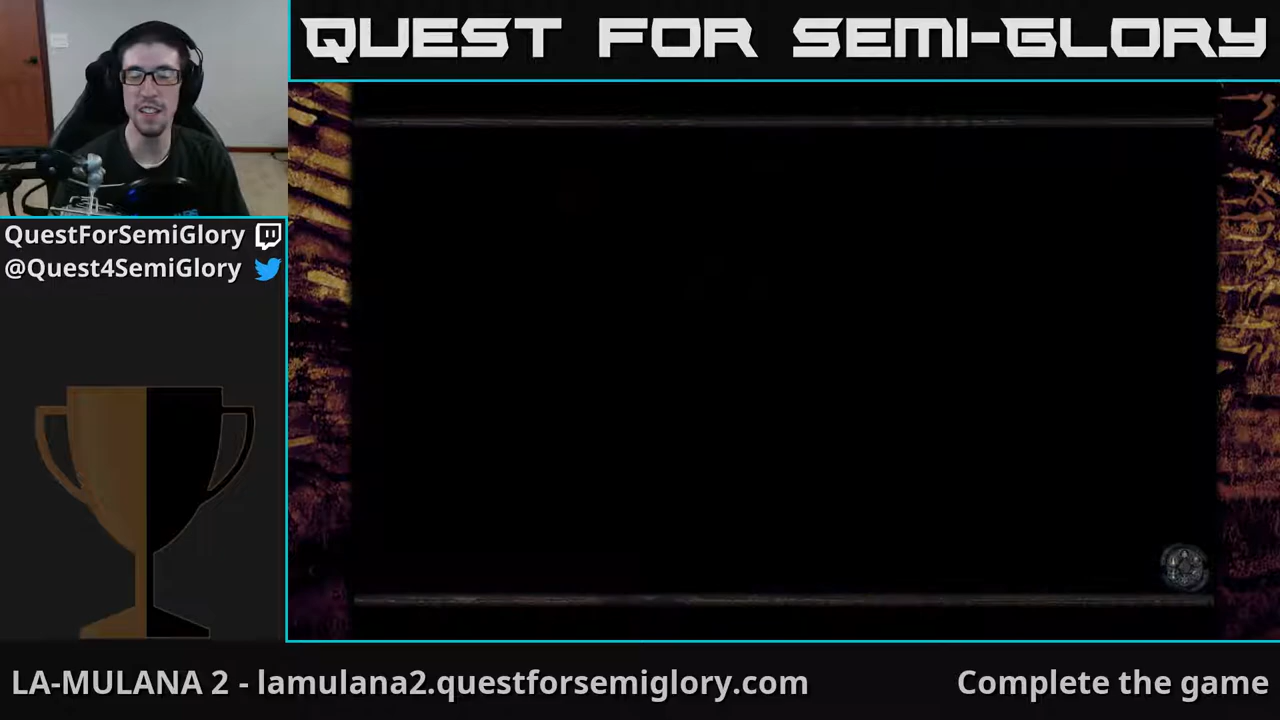 QUEST FOR SEMI-GLORY
QuestForSemiGlory
@Quest4SemiGlory
LA-MULANA 2 - lamulana2.questforsemiglory.com
Complete the game